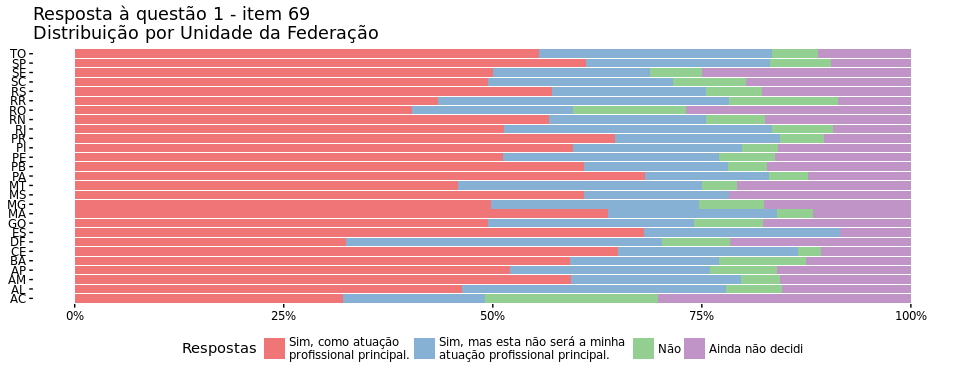 Resposta à questão 1 - item 69
Distribuição por Unidade da Federação
TO
SP
SE
SC
RS
RR
RO
RN
RJ
PR
PI
PE
PB
PA
MT
MS
MG
MA
GO
ES
DF
CE
BA
AP
AM
AL
AC
0% 25% 50% 75% 100%
Respostas
Sim, como atuação
profissional principal.
Sim, mas esta não será a minha
atuação profissional principal.
Não
Ainda não decidi